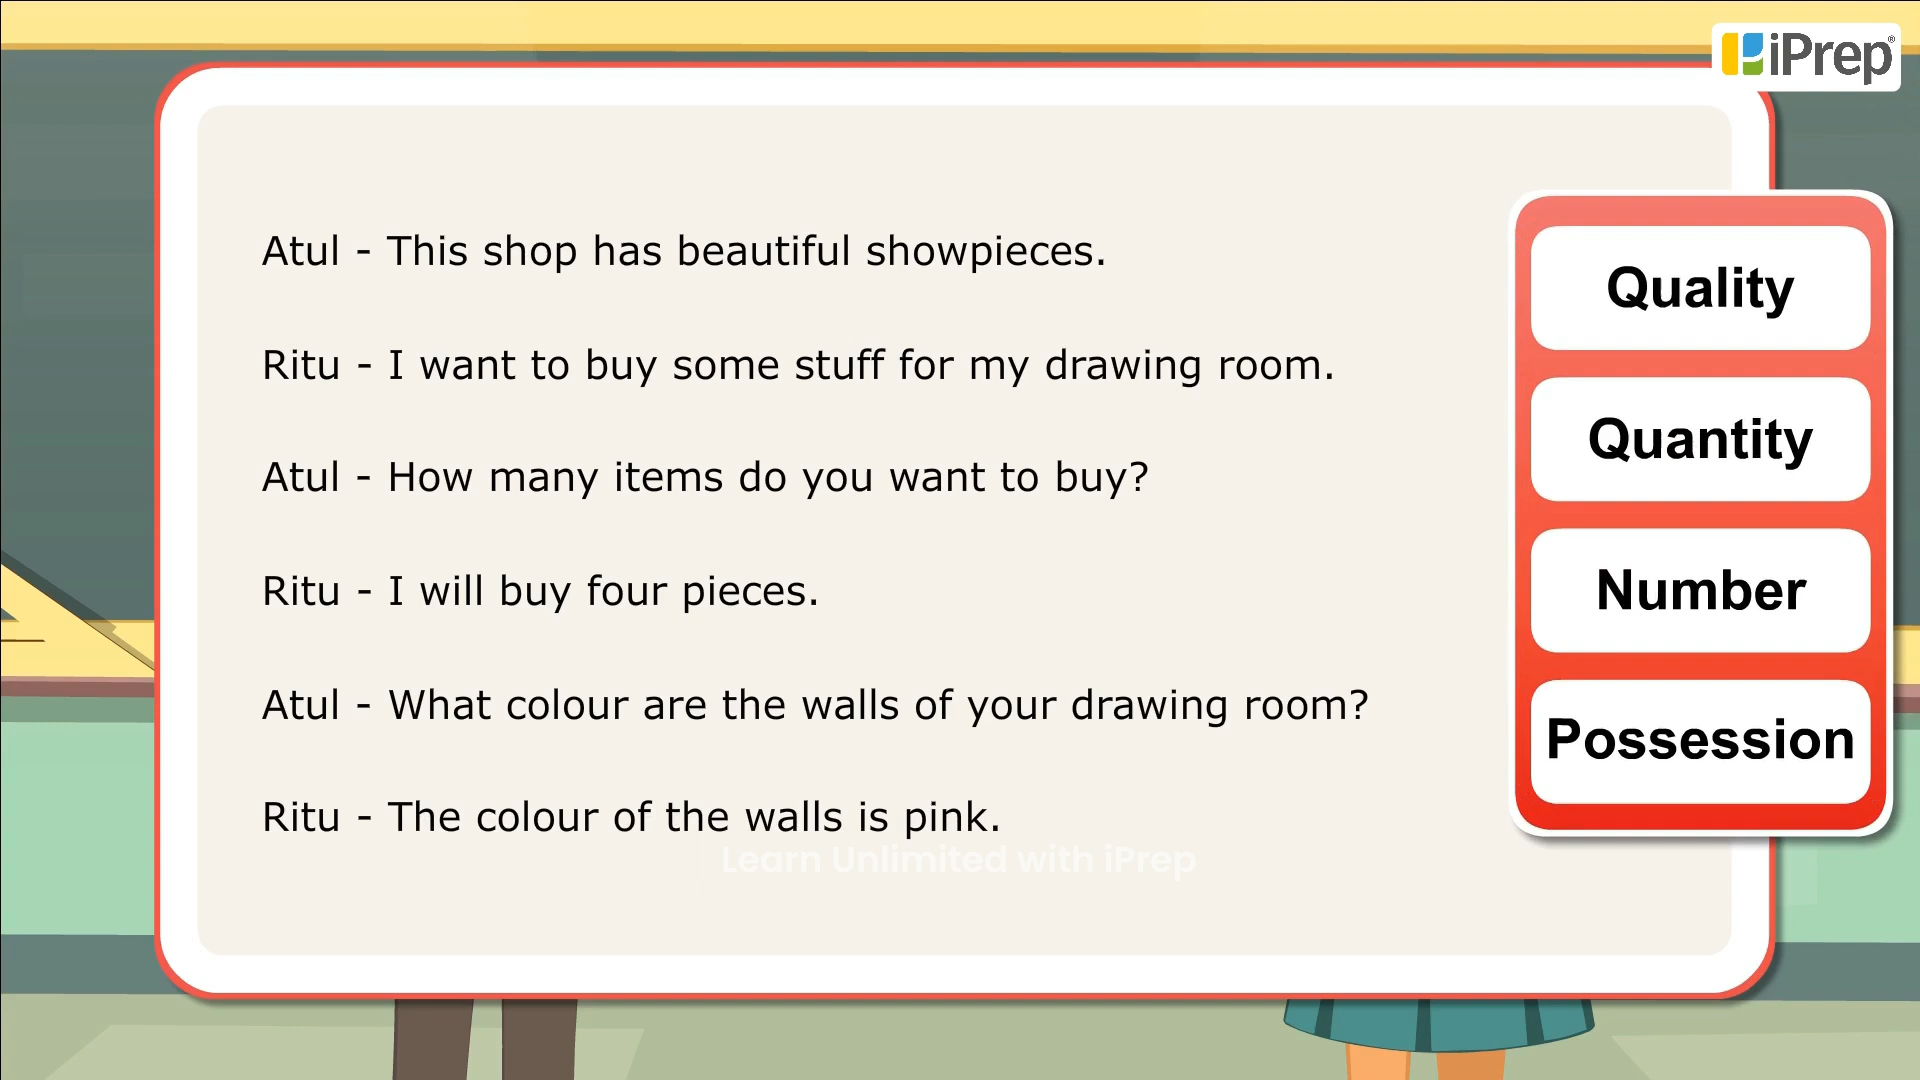 iPrep®
Atul - This shop has beautiful showpieces.
Ritu - I want to buy some stuff for my drawing room.
Atul - How many items do you want to buy?
Ritu - I will buy four pieces.
Atul - What colour are the walls of your drawing room?
Ritu - The colour of the walls is pink.
Learn Unlimited with iPrep
Quality
Quantity
Number
Possession